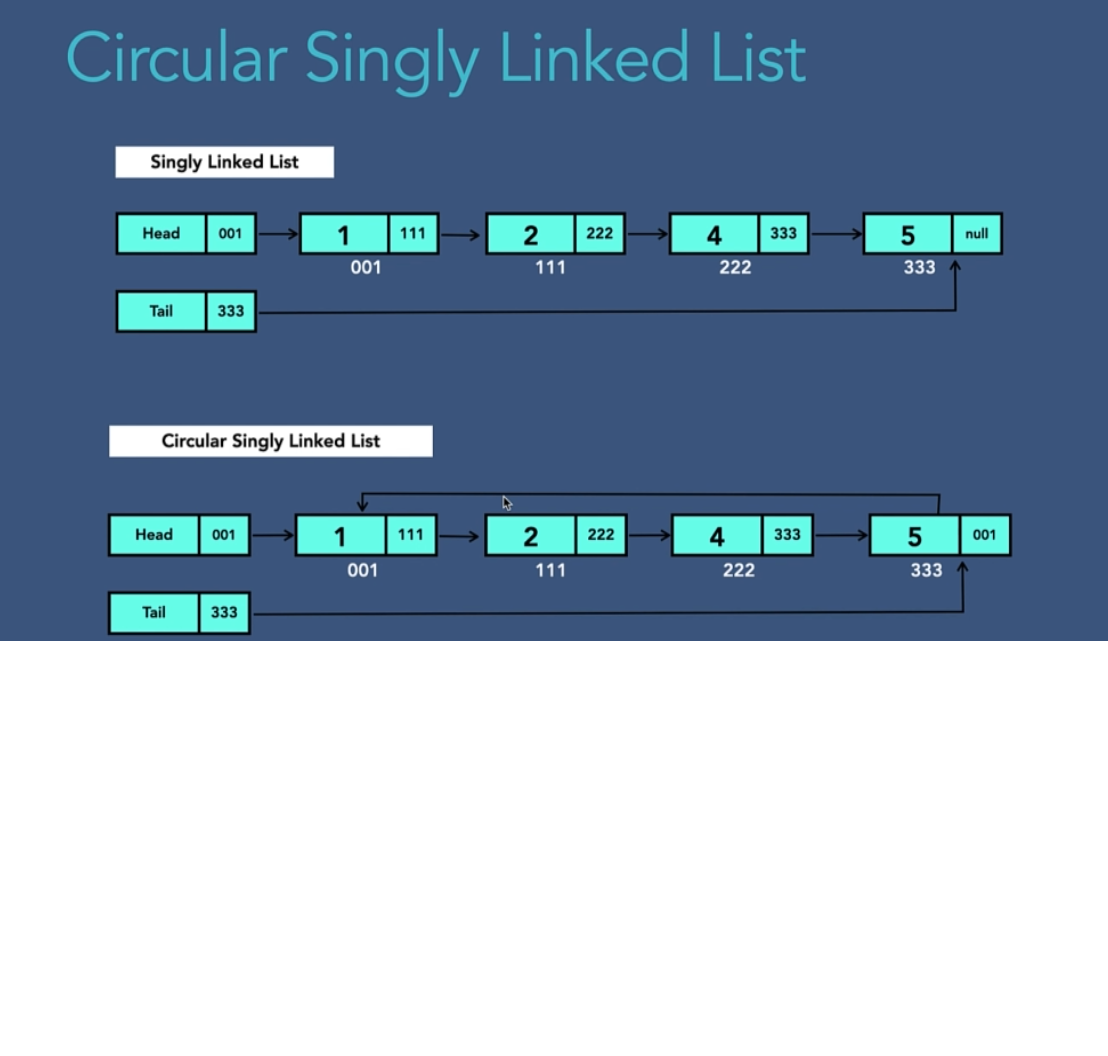 Circular Singly Linked List
Singly Linked List
Head 001 1 111 2 222 4 333 5 null
001 111 222 333
Tail 333
Circular Singly Linked List
Head 001 1 111 2 222 4 333 5 001
001 111 222 333
Tail 333